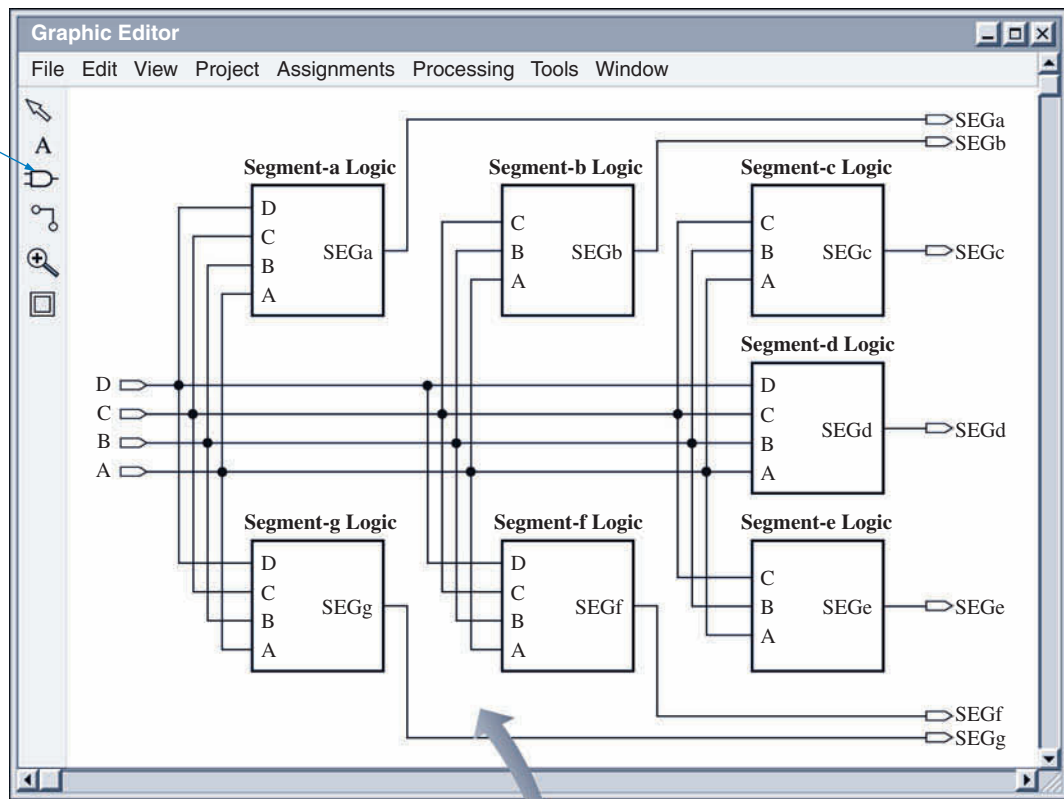 Graphic Editor
File Edit View Project Assignments Processing Tools Window
A
SEGa
SEGb
Segment-a Logic
D
C
B
A
SEGa
Segment-b Logic
C
B
A
SEGb
Segment-c Logic
C
B
A
SEGc
SEGc
D
C
B
A
Segment-d Logic
D
C
B
A
SEGd
SEGd
Segment-g Logic
D
C
B
A
SEGg
Segment-f Logic
D
C
B
A
SEGf
Segment-e Logic
C
B
A
SEGe
SEGe
SEGf
SEGg